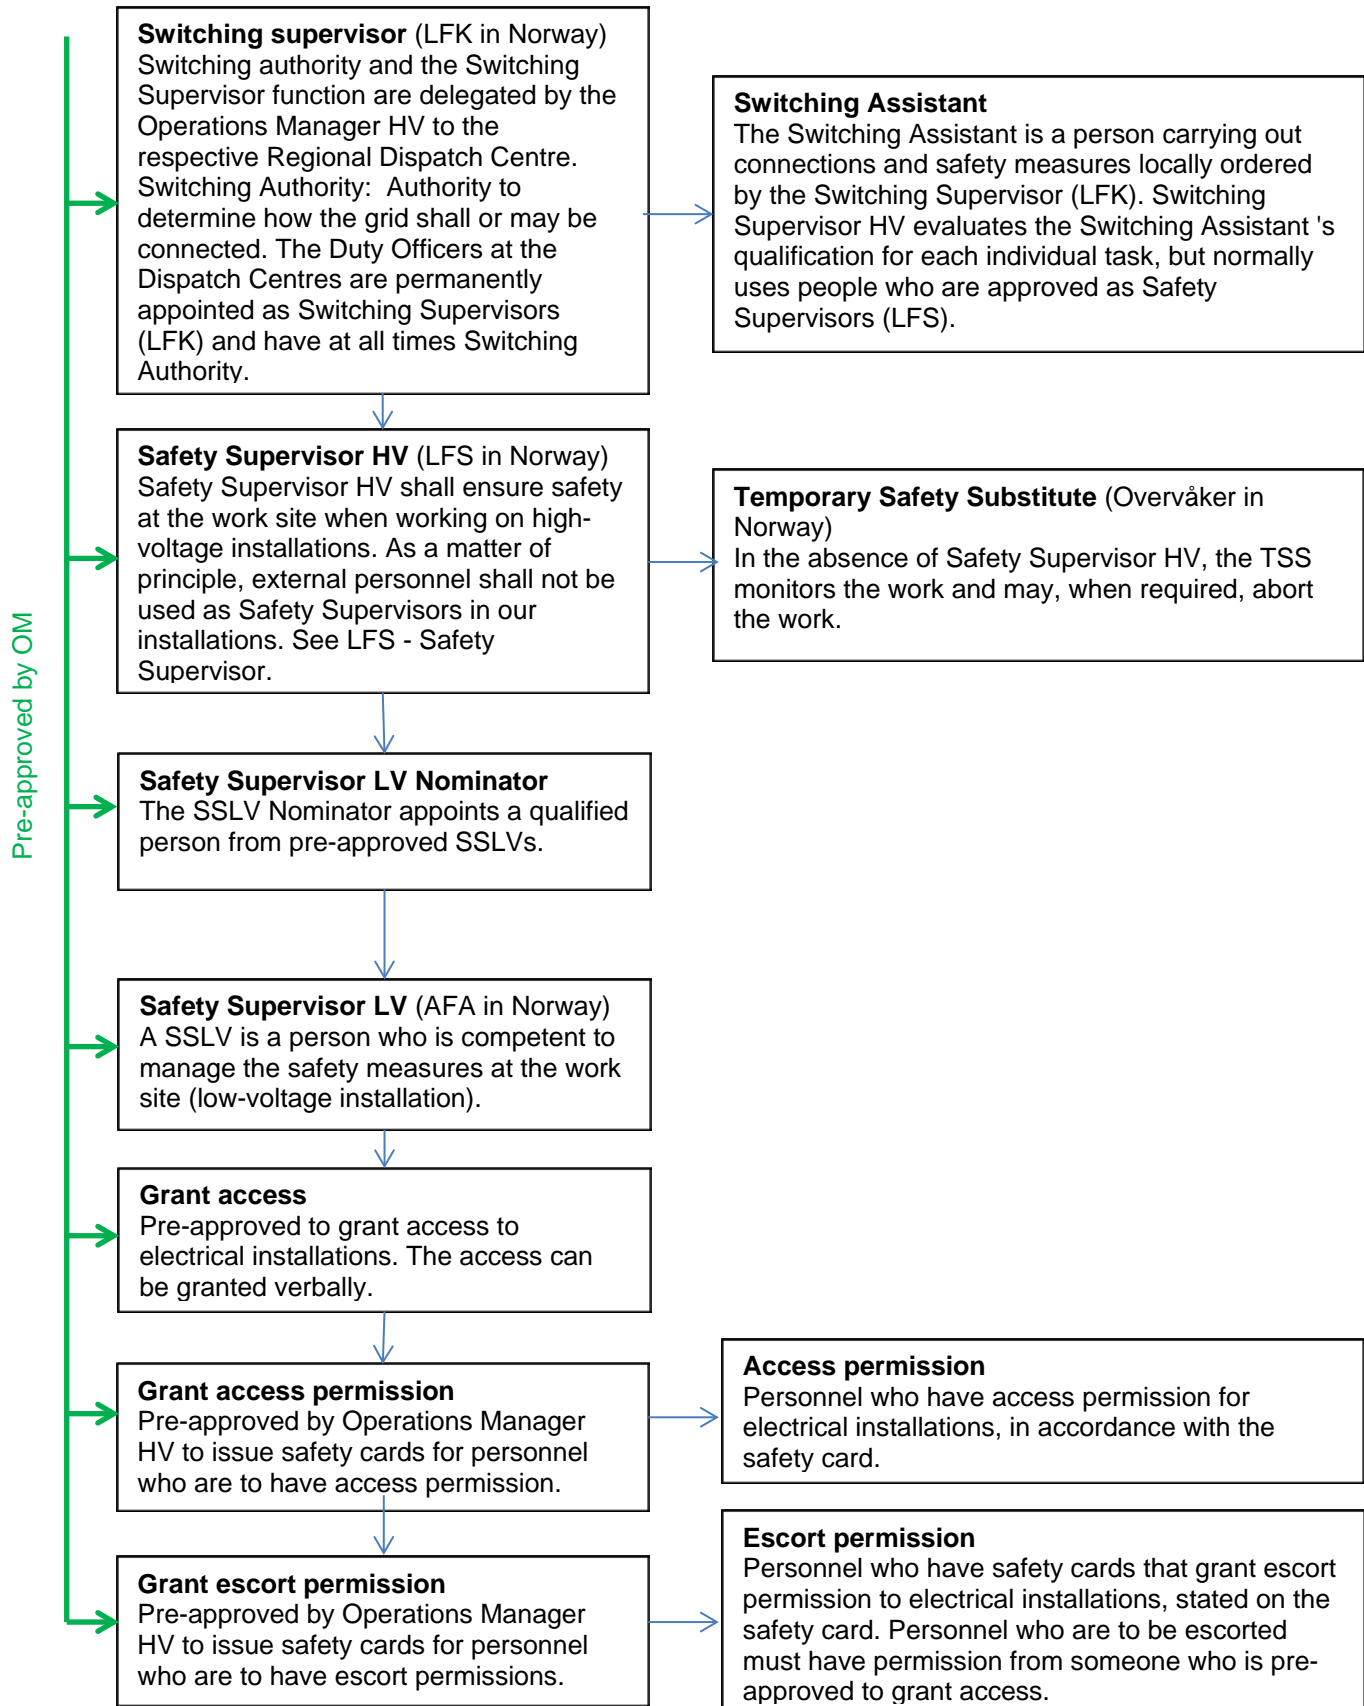 Pre-approved by OM
Switching supervisor (LFK in Norway)
Switching authority and the Switching
Supervisor function are delegated by the
Operations Manager HV to the
respective Regional Dispatch Centre.
Switching Authority:  Authority to
determine how the grid shall or may be
connected. The Duty Officers at the
Dispatch Centres are permanently
appointed as Switching Supervisors
(LFK) and have at all times Switching
Authority.
Switching Assistant
The Switching Assistant is a person carrying out
connections and safety measures locally ordered
by the Switching Supervisor (LFK). Switching
Supervisor HV evaluates the Switching Assistant 's
qualification for each individual task, but normally
uses people who are approved as Safety
Supervisors (LFS).
Safety Supervisor HV (LFS in Norway)
Safety Supervisor HV shall ensure safety
at the work site when working on high-
voltage installations. As a matter of
principle, external personnel shall not be
used as Safety Supervisors in our
installations. See LFS - Safety
Supervisor.
Temporary Safety Substitute (Overvåker in
Norway)
In the absence of Safety Supervisor HV, the TSS
monitors the work and may, when required, abort
the work.
Safety Supervisor LV Nominator
The SSLV Nominator appoints a qualified
person from pre-approved SSLVs.
Safety Supervisor LV (AFA in Norway)
A SSLV is a person who is competent to
manage the safety measures at the work
site (low-voltage installation).
Grant access
Pre-approved to grant access to
electrical installations. The access can
be granted verbally.
Grant access permission
Pre-approved by Operations Manager
HV to issue safety cards for personnel
who are to have access permission.
Access permission
Personnel who have access permission for
electrical installations, in accordance with the
safety card.
Grant escort permission
Pre-approved by Operations Manager
HV to issue safety cards for personnel
who are to have escort permissions.
Escort permission
Personnel who have safety cards that grant escort
permission to electrical installations, stated on the
safety card. Personnel who are to be escorted
must have permission from someone who is pre-
approved to grant access.